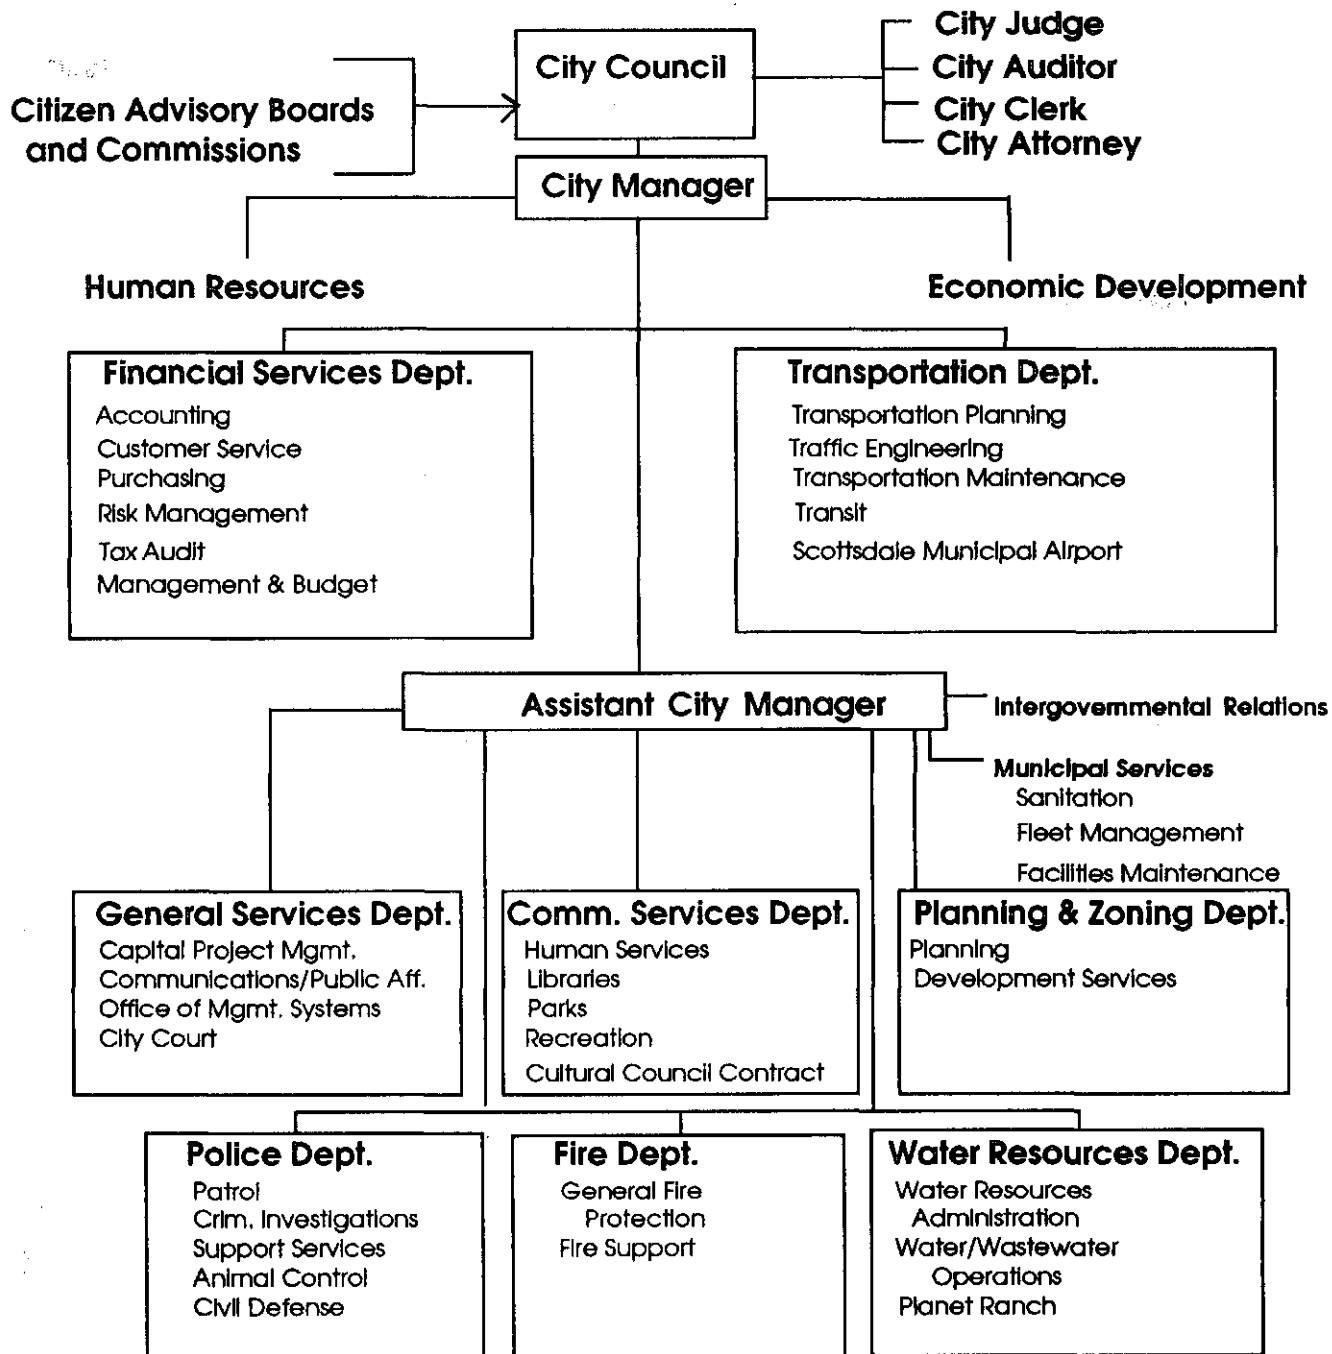 City Judge
City Council
City Auditor
Citizen Advisory Boards
and Commissions
City Clerk
City Attorney
City Manager
Human Resources
Economic Development
Financial Services Dept.
Accounting
Customer Service
Purchasing
Risk Management
Tax Audit
Management & Budget
Transportation Dept.
Transportation Planning
Traffic Engineering
Transportation Maintenance
Transit
Scottsdale Municipal Airport
Assistant City Manager
Intergovernmental Relations
Municipal Services
Sanitation
Fleet Management
Facilities Maintenance
General Services Dept.
Capital Project Mgmt.
Communications/Public Aff.
Office of Mgmt. Systems
City Court
Comm. Services Dept.
Human Services
Libraries
Parks
Recreation
Cultural Council Contract
Planning & Zoning Dept.
Planning
Development Services
Police Dept.
Patrol
Crim. Investigations
Support Services
Animal Control
Civil Defense
Fire Dept.
General Fire
Protection
Fire Support
Water Resources Dept.
Water Resources
Administration
Water/Wastewater
Operations
Planet Ranch